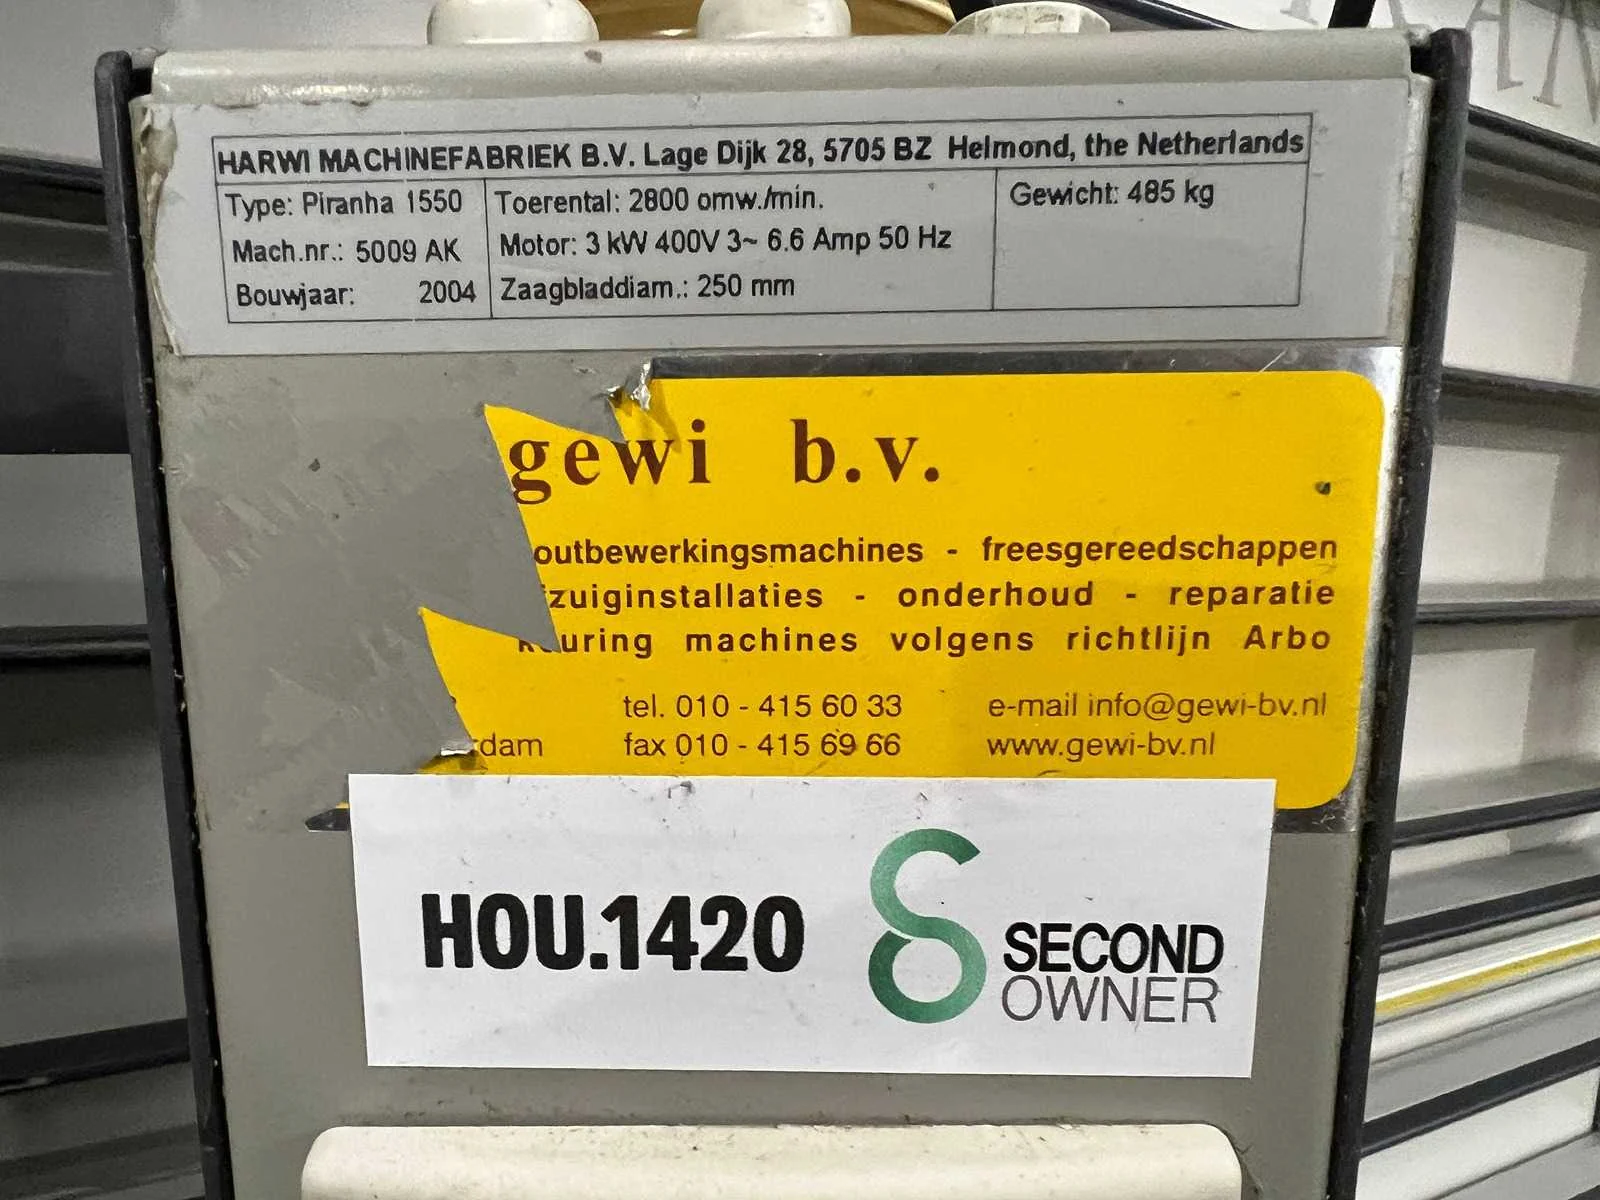 HARWI MACHINEFABRIEK B.V. Lage Dijk 28, 5705 BZ Helmond, the Netherlands
Type: Piranha 1550
Mach.nr.: 5009 AK
Bouwjaar: 2004
Toerental: 2800 omw./min.
Motor: 3 kW 400V 3~ 6.6 Amp 50 Hz
Zaagbladdiam.: 250 mm
Gewicht: 485 kg
gewi b.v.
outbewerkingsmachines - freesgereedschappen
zuiginstallaties - onderhoud - reparatie
keuring machines volgens richtlijn Arbo
tel. 010 - 415 60 33 e-mail info@gewi-bv.nl
rdam fax 010 - 415 69 66 www.gewi-bv.nl
HOU.1420
SECOND
OWNER